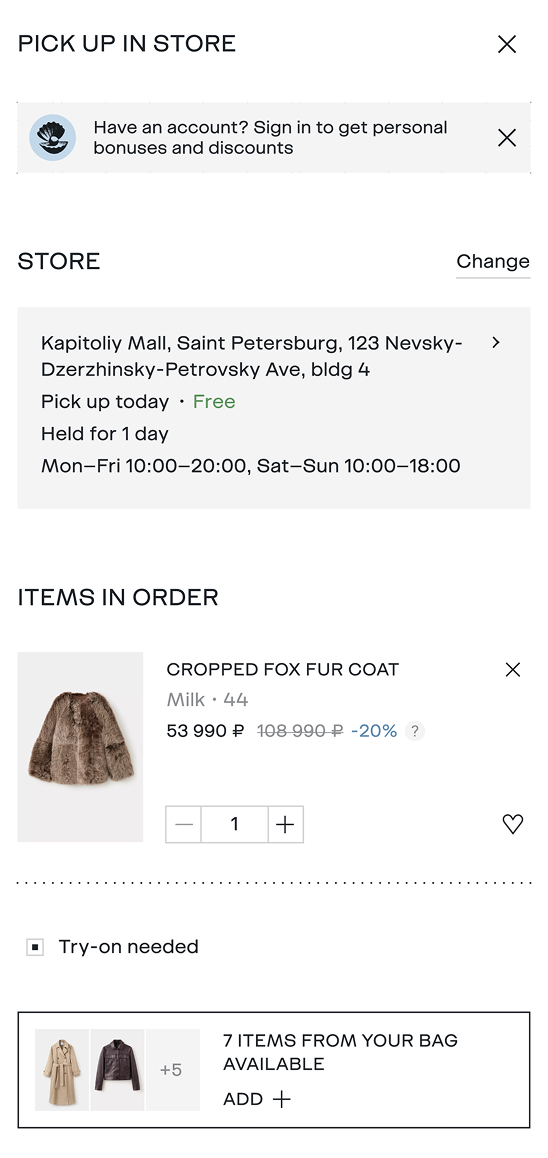 PICK UP IN STORE
Have an account? Sign in to get personal
bonuses and discounts
STORE
Change
Kapitoliy Mall, Saint Petersburg, 123 Nevsky-
Dzerzhinsky-Petrovsky Ave, bldg 4
Pick up today · Free
Held for 1 day
Mon–Fri 10:00–20:00, Sat–Sun 10:00–18:00
ITEMS IN ORDER
CROPPED FOX FUR COAT
Milk · 44
53 990 ₽ 108 990 ₽ -20% ?
1
Try-on needed
+5
7 ITEMS FROM YOUR BAG
AVAILABLE
ADD